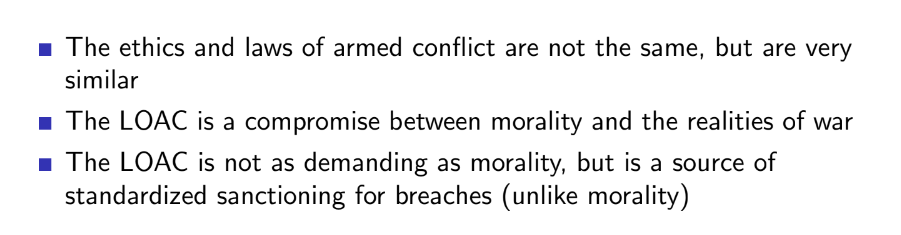 The ethics and laws of armed conflict are not the same, but are very
similar
The LOAC is a compromise between morality and the realities of war
The LOAC is not as demanding as morality, but is a source of
standardized sanctioning for breaches (unlike morality)